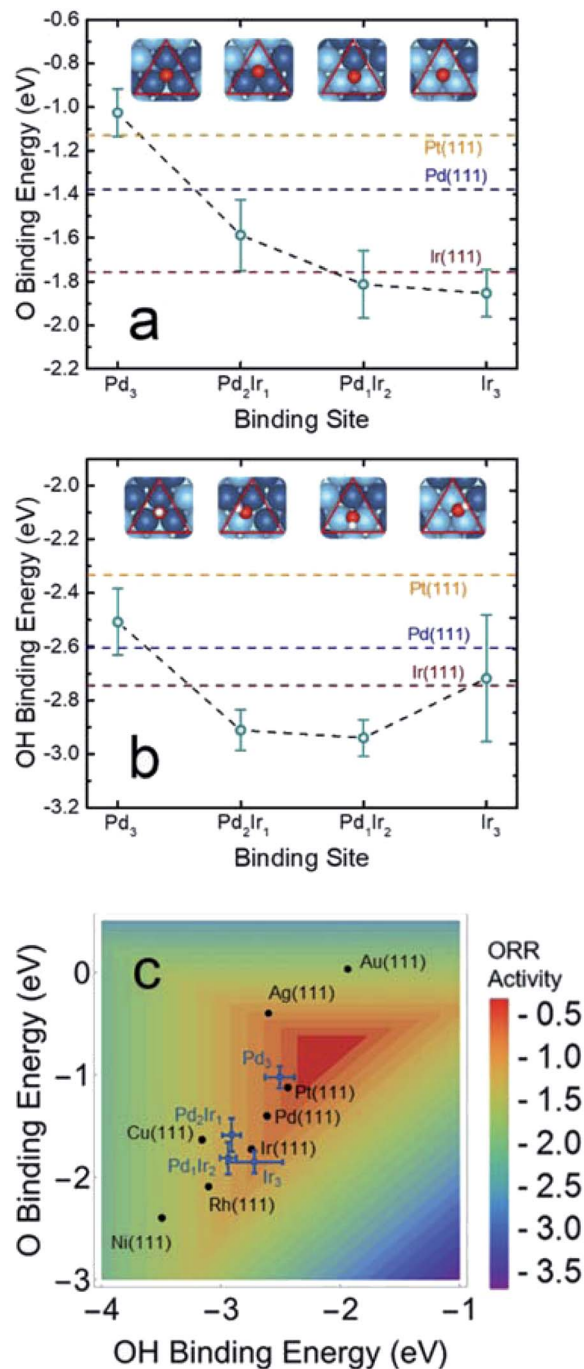 -0.6
-0.8
-1.0
-1.2
-1.4
-1.6
-1.8
-2.0
-2.2
O Binding Energy (eV)
Pt(111)
Pd(111)
Ir(111)
a
Pd₃
Pd₂Ir₁
Pd₁Ir₂
Ir₃
Binding Site
-2.0
-2.2
-2.4
-2.6
-2.8
-3.0
-3.2
OH Binding Energy (eV)
Pt(111)
Pd(111)
Ir(111)
b
Pd₃
Pd₂Ir₁
Pd₁Ir₂
Ir₃
Binding Site
c
O Binding Energy (eV)
0
-1
-2
-3
Au(111)
Ag(111)
Pd₃
Pt(111)
Pd₂Ir₁
Pd(111)
Cu(111)
Ir(111)
Pd₁Ir₂
Ir₃
Rh(111)
Ni(111)
-4
-3
-2
-1
OH Binding Energy (eV)
ORR
Activity
- 0.5
- 1.0
- 1.5
- 2.0
- 2.5
- 3.0
- 3.5